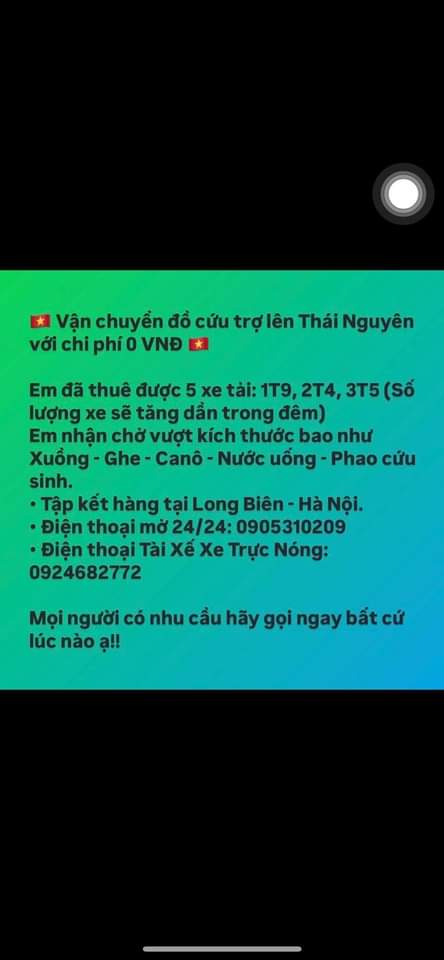 🇻🇳 Vận chuyển đồ cứu trợ lên Thái Nguyên
với chi phí 0 VNĐ 🇻🇳
Em đã thuê được 5 xe tải: 1T9, 2T4, 3T5 (Số
lượng xe sẽ tăng dần trong đêm)
Em nhận chở vượt kích thước bao như
Xuồng - Ghe - Canô - Nước uống - Phao cứu
sinh.
• Tập kết hàng tại Long Biên - Hà Nội.
• Điện thoại mở 24/24: 0905310209
• Điện thoại Tài Xế Xe Trực Nóng:
0924682772
Mọi người có nhu cầu hãy gọi ngay bất cứ
lúc nào ạ!!